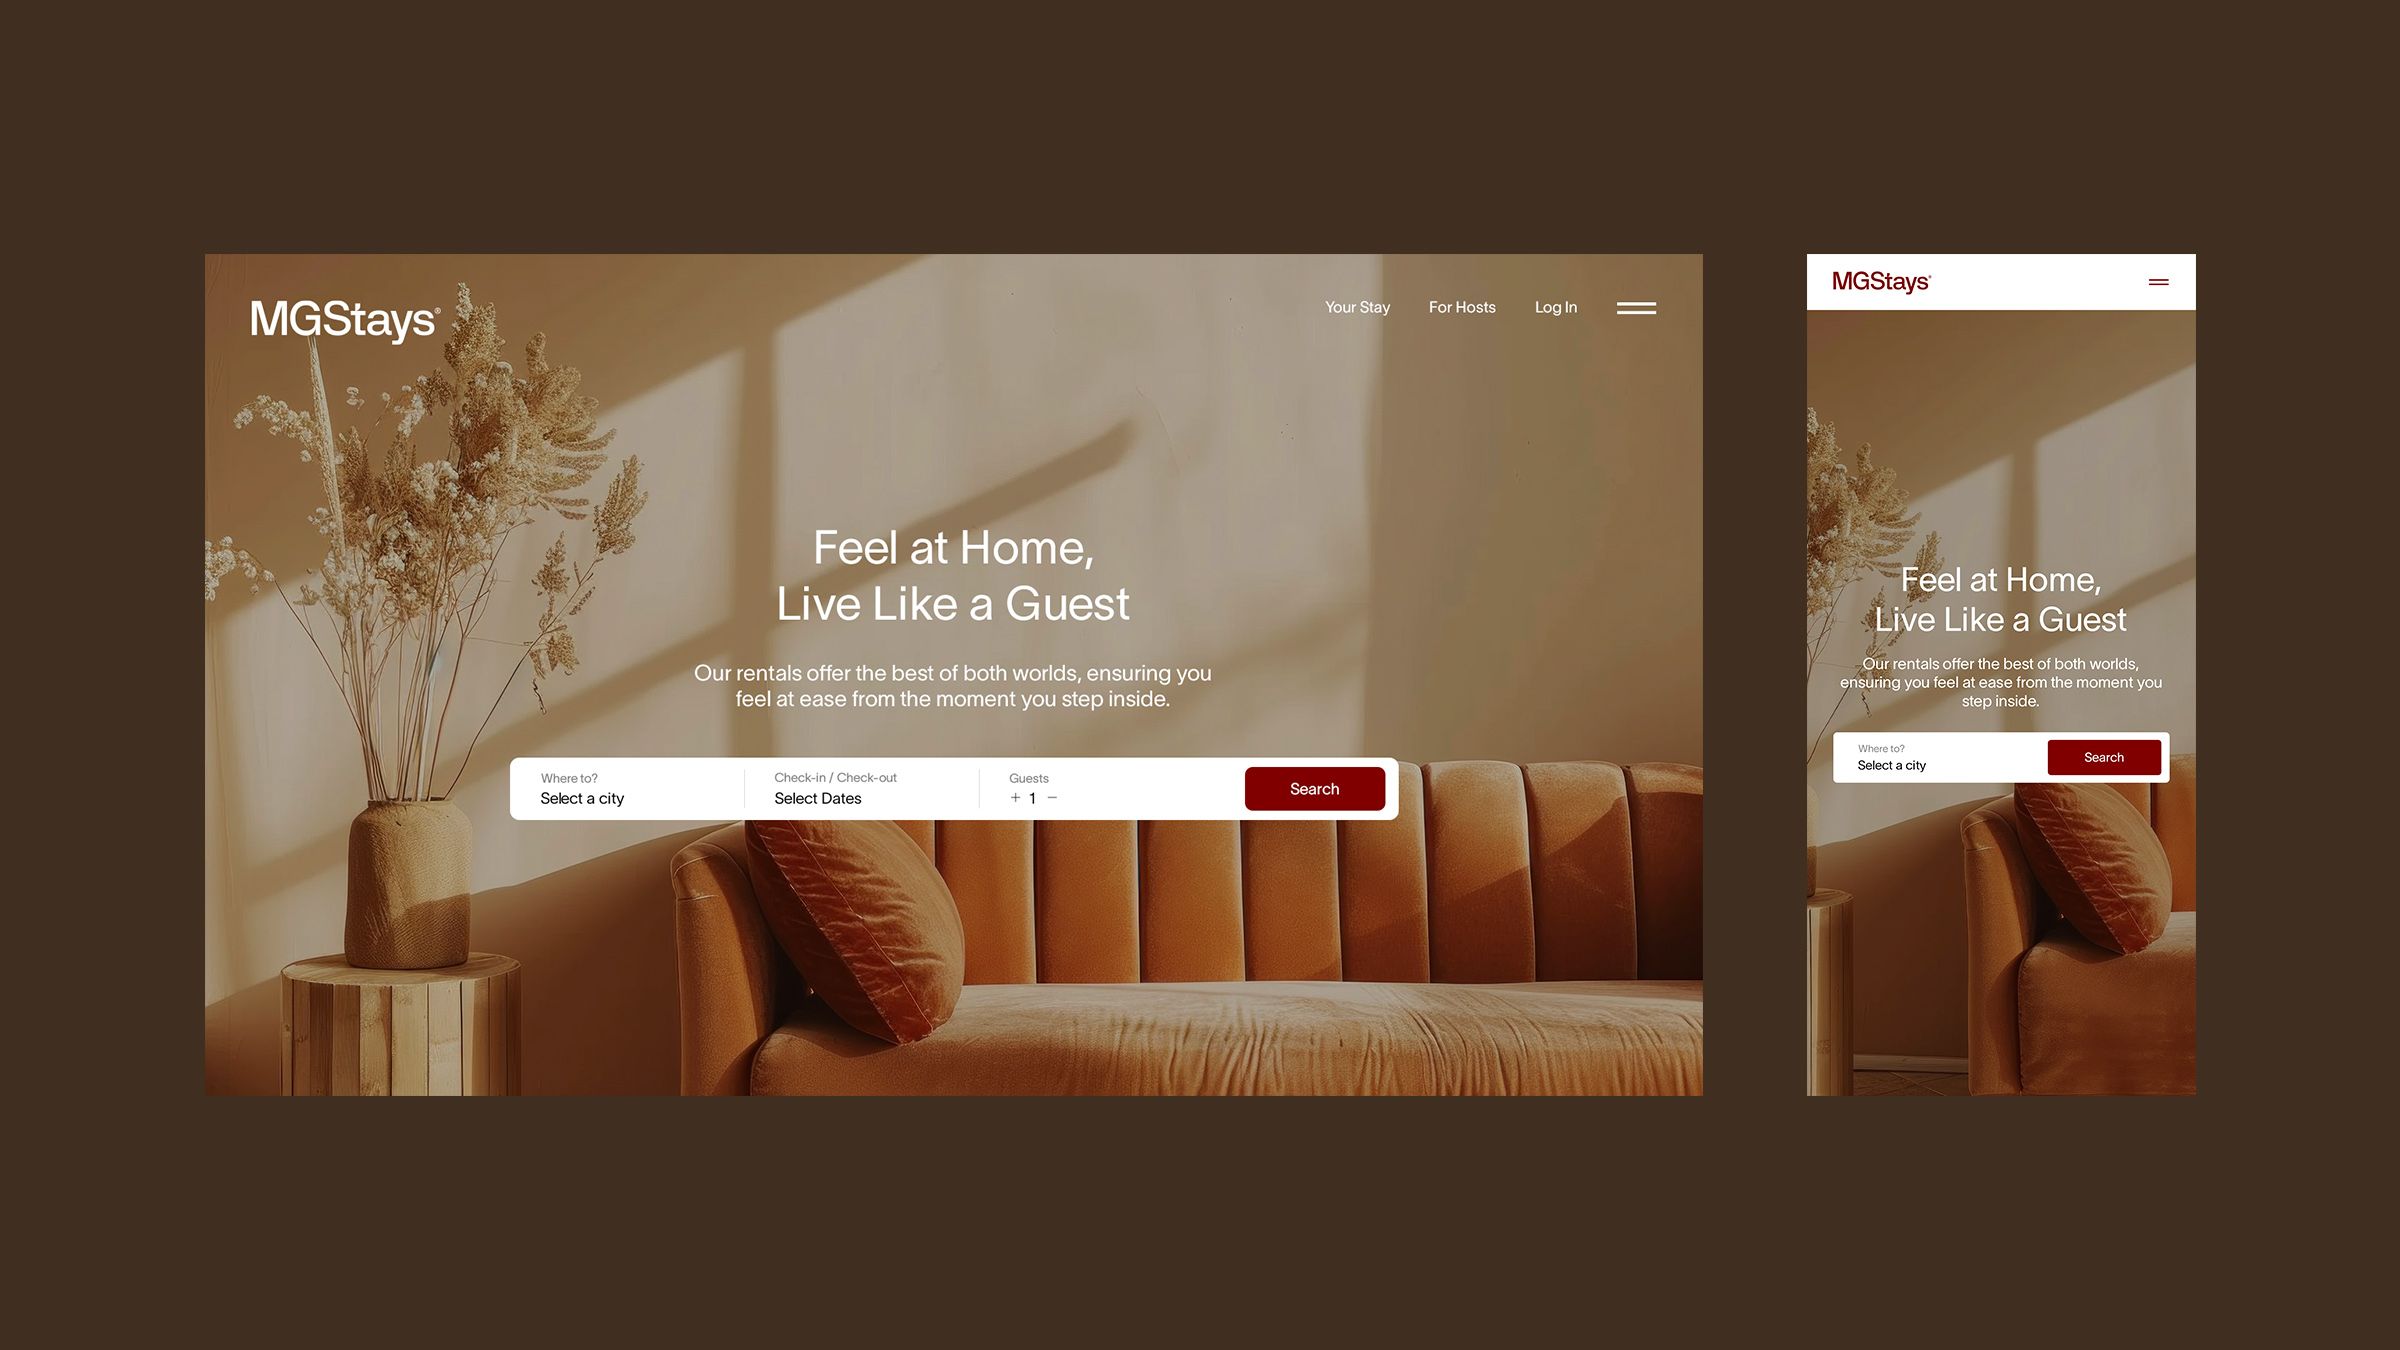 MGStays®
Your Stay
For Hosts
Log In
Feel at Home,
Live Like a Guest
Our rentals offer the best of both worlds, ensuring you
feel at ease from the moment you step inside.
Where to?
Select a city
Check-in / Check-out
Select Dates
Guests
+ 1 −
Search
MGStays®
Feel at Home,
Live Like a Guest
Our rentals offer the best of both worlds,
ensuring you feel at ease from the moment you
step inside.
Where to?
Select a city
Search